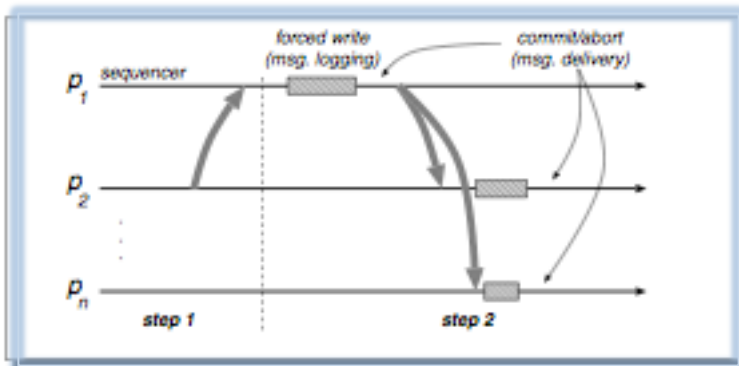 forced write
(msg. logging)
commit/abort
(msg. delivery)
sequencer
p1
p2
pn
step 1
step 2